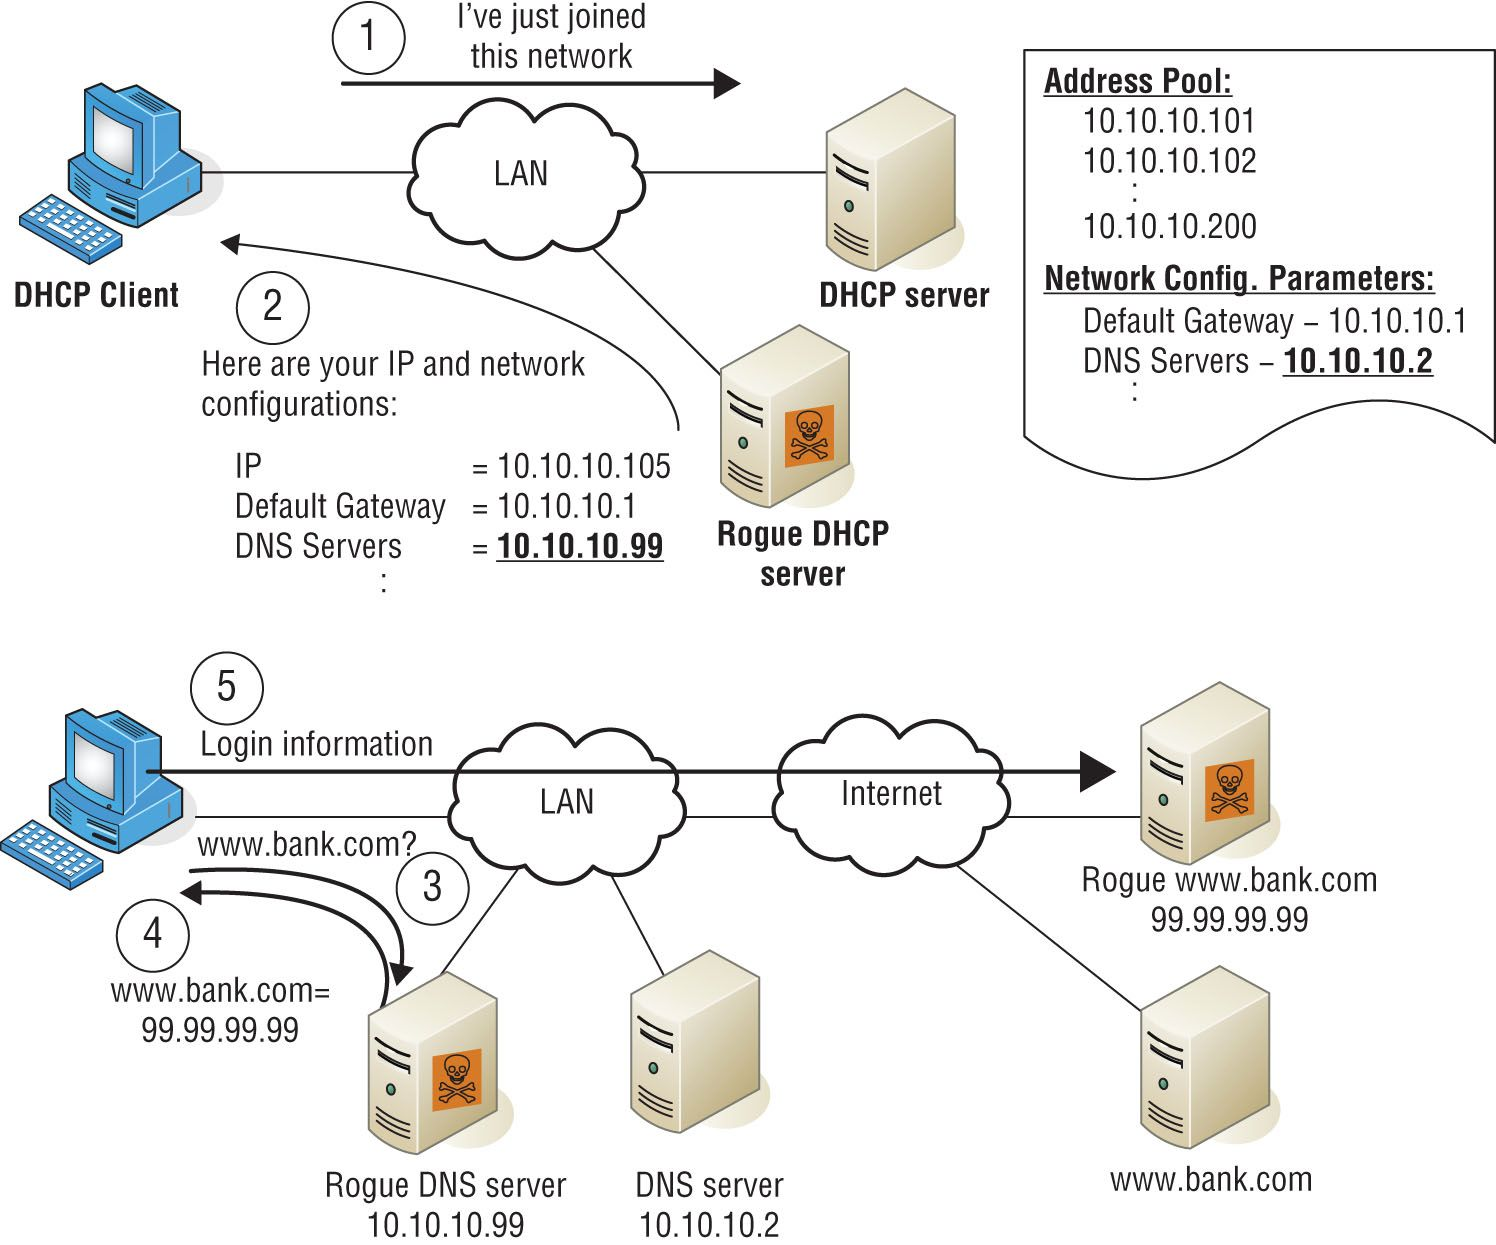 1
I've just joined
this network
LAN
DHCP Client
DHCP server
Address Pool:
10.10.10.101
10.10.10.102
:
10.10.10.200
Network Config. Parameters:
Default Gateway – 10.10.10.1
DNS Servers – 10.10.10.2
:
2
Here are your IP and network
configurations:
IP = 10.10.10.105
Default Gateway = 10.10.10.1
DNS Servers = 10.10.10.99
:
Rogue DHCP
server
5
Login information
LAN
Internet
www.bank.com?
3
4
www.bank.com=
99.99.99.99
Rogue www.bank.com
99.99.99.99
Rogue DNS server
10.10.10.99
DNS server
10.10.10.2
www.bank.com